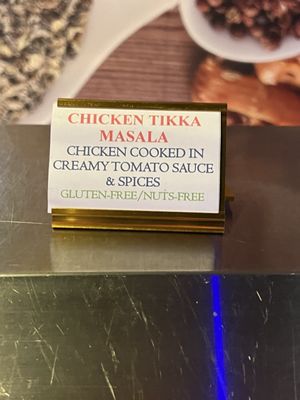 CHICKEN TIKKA
MASALA
CHICKEN COOKED IN
CREAMY TOMATO SAUCE
& SPICES
GLUTEN-FREE/NUTS-FREE